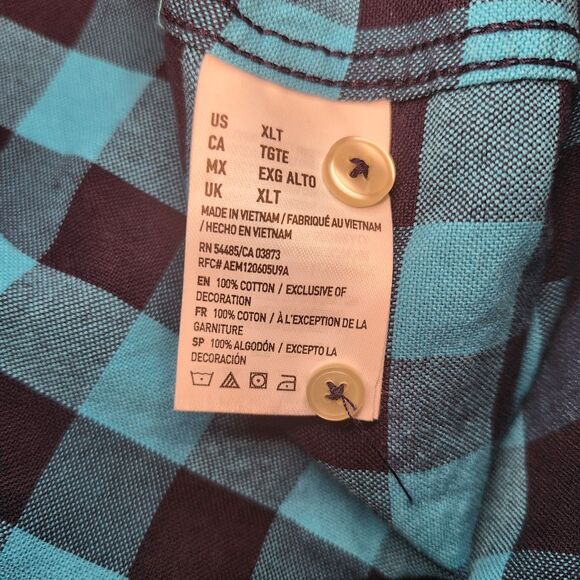 US XLT
CA TGTE
MX EXG ALTO
UK XLT
MADE IN VIETNAM / FABRIQUÉ AU VIETNAM
/ HECHO EN VIETNAM
RN 54485/CA 03873
RFC# AEM120605U9A
EN 100% COTTON / EXCLUSIVE OF
DECORATION
FR 100% COTON / À L'EXCEPTION DE LA
GARNITURE
SP 100% ALGODÓN / EXCEPTO LA
DECORACIÓN